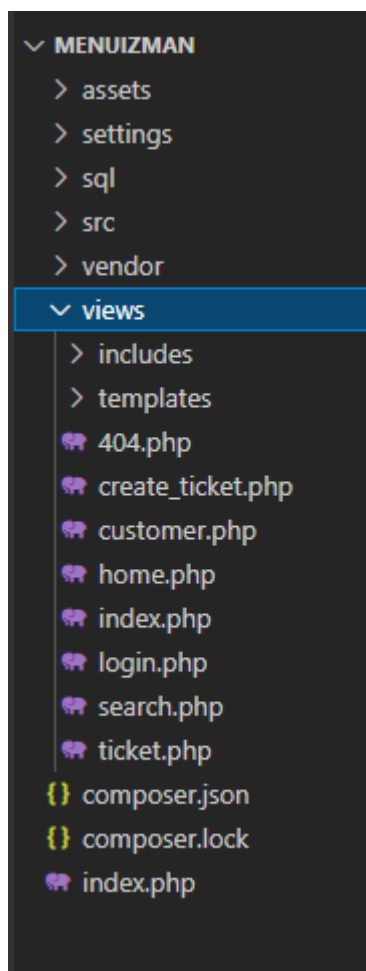 MENUIZMAN
assets
settings
sql
src
vendor
views
includes
templates
404.php
create_ticket.php
customer.php
home.php
index.php
login.php
search.php
ticket.php
{} composer.json
{} composer.lock
index.php